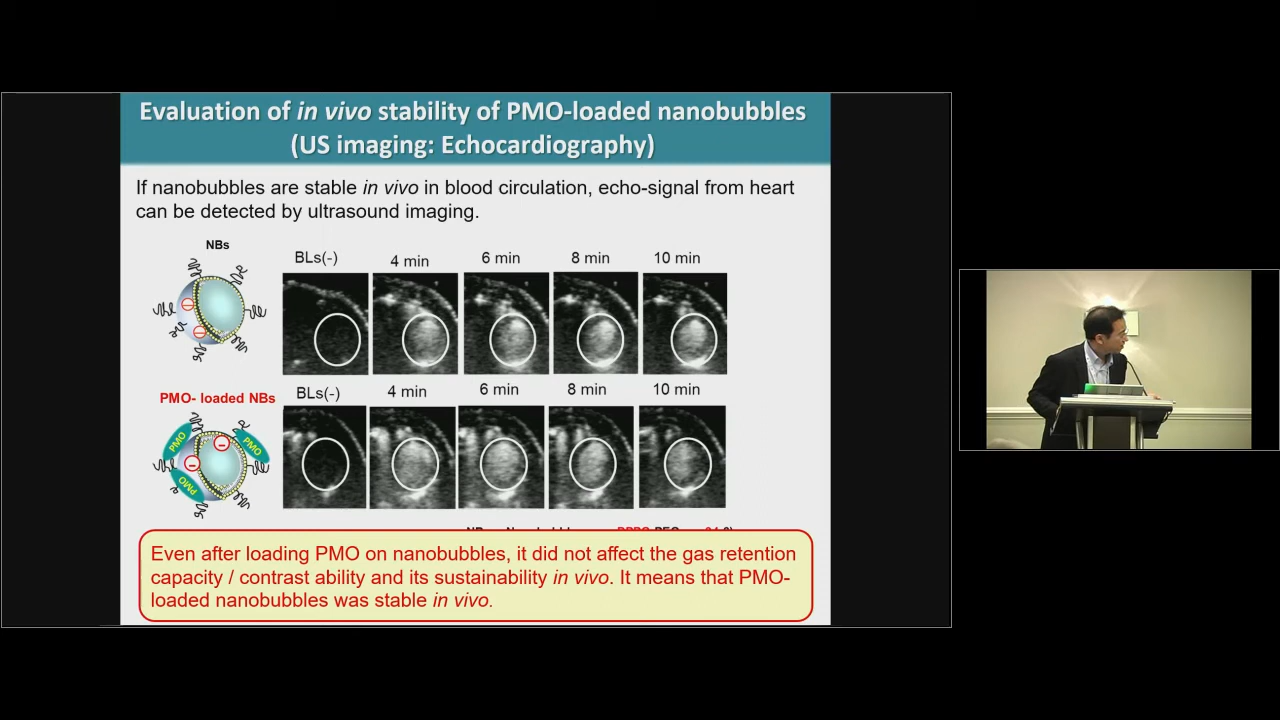 Evaluation of in vivo stability of PMO-loaded nanobubbles
(US imaging: Echocardiography)
If nanobubbles are stable in vivo in blood circulation, echo-signal from heart
can be detected by ultrasound imaging.
NBs
BLs(-) 4 min 6 min 8 min 10 min
PMO- loaded NBs
BLs(-) 4 min 6 min 8 min 10 min
PMO
PMO
PMO
Even after loading PMO on nanobubbles, it did not affect the gas retention
capacity / contrast ability and its sustainability in vivo. It means that PMO-
loaded nanobubbles was stable in vivo.